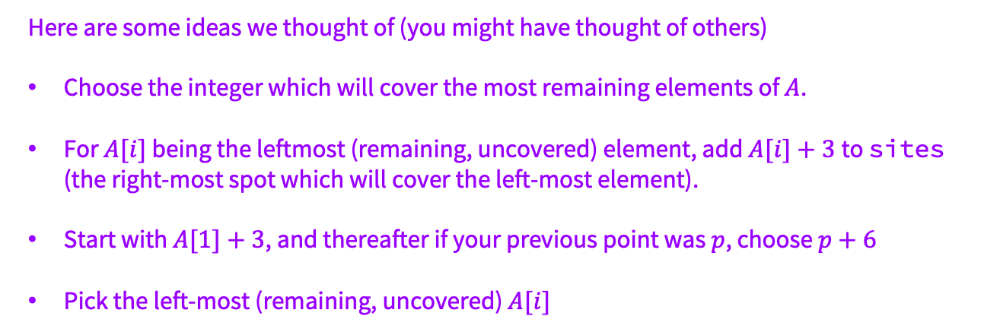 Here are some ideas we thought of (you might have thought of others)
• Choose the integer which will cover the most remaining elements of A.
• For A[i] being the leftmost (remaining, uncovered) element, add A[i] + 3 to sites
(the right-most spot which will cover the left-most element).
• Start with A[1] + 3, and thereafter if your previous point was p, choose p + 6
• Pick the left-most (remaining, uncovered) A[i]